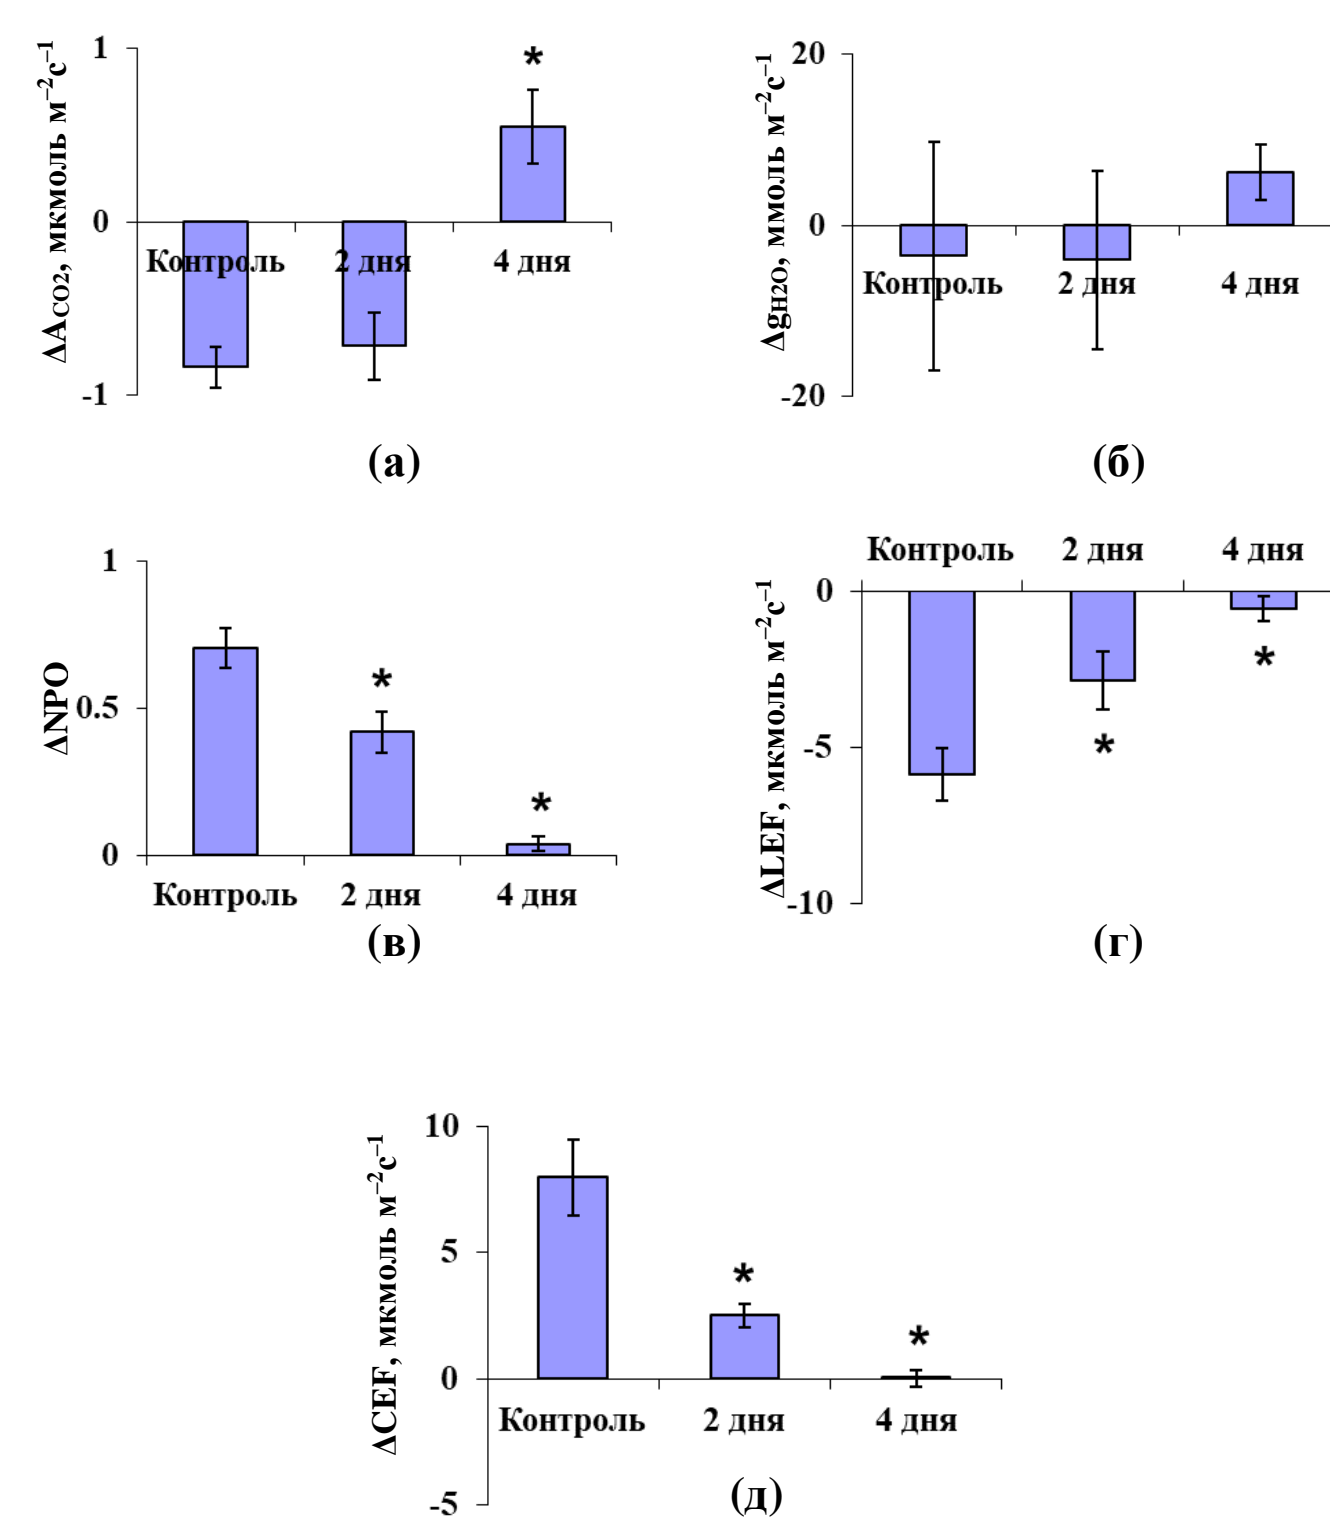 ΔA_CO2, мкмоль м⁻²с⁻¹
1
0
-1
*
Контроль 2 дня 4 дня
(а)
Δg_H2O, ммоль м⁻²с⁻¹
20
0
-20
Контроль 2 дня 4 дня
(б)
ΔNPQ
1
0.5
0
*
*
Контроль 2 дня 4 дня
(в)
Контроль 2 дня 4 дня
ΔLEF, мкмоль м⁻²с⁻¹
0
-5
-10
*
*
(г)
ΔCEF, мкмоль м⁻²с⁻¹
10
5
0
-5
*
*
Контроль 2 дня 4 дня
(д)